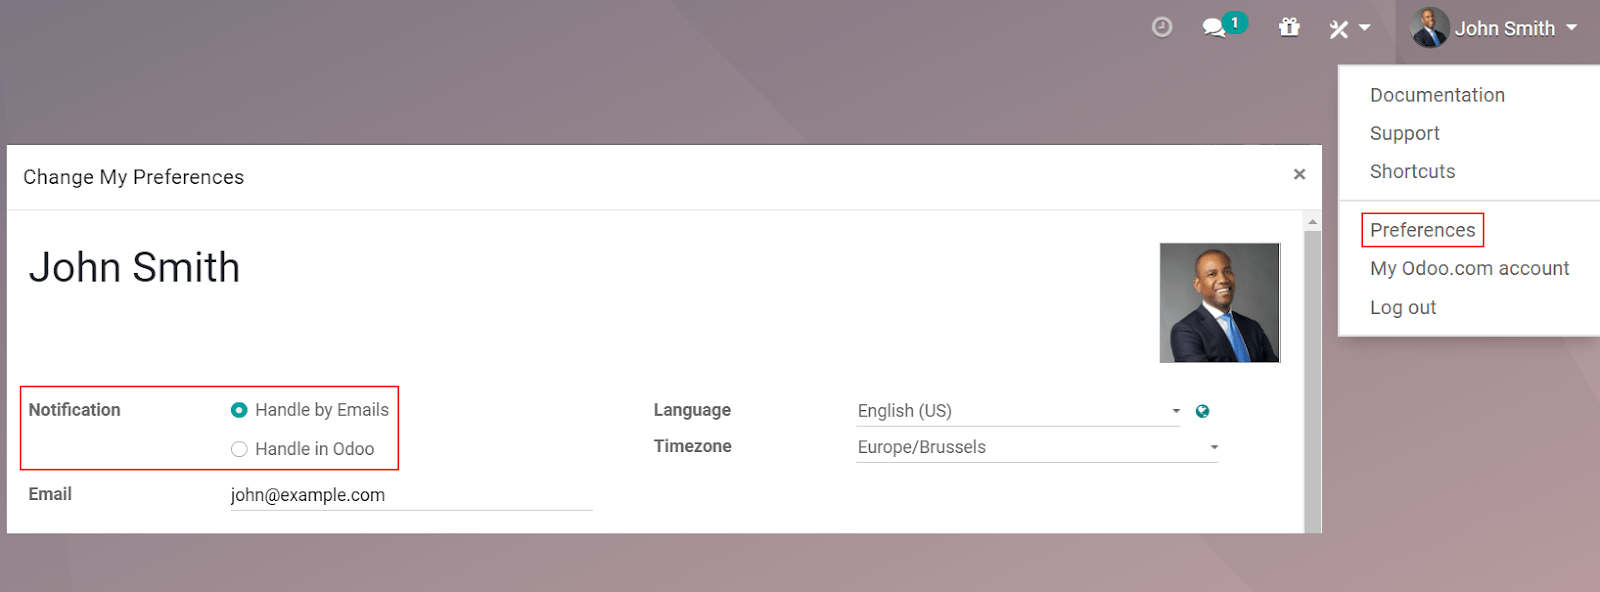 1
John Smith
Documentation
Support
Shortcuts
Preferences
My Odoo.com account
Log out
Change My Preferences
×
John Smith
Notification
Handle by Emails
Handle in Odoo
Email
john@example.com
Language
English (US)
Timezone
Europe/Brussels